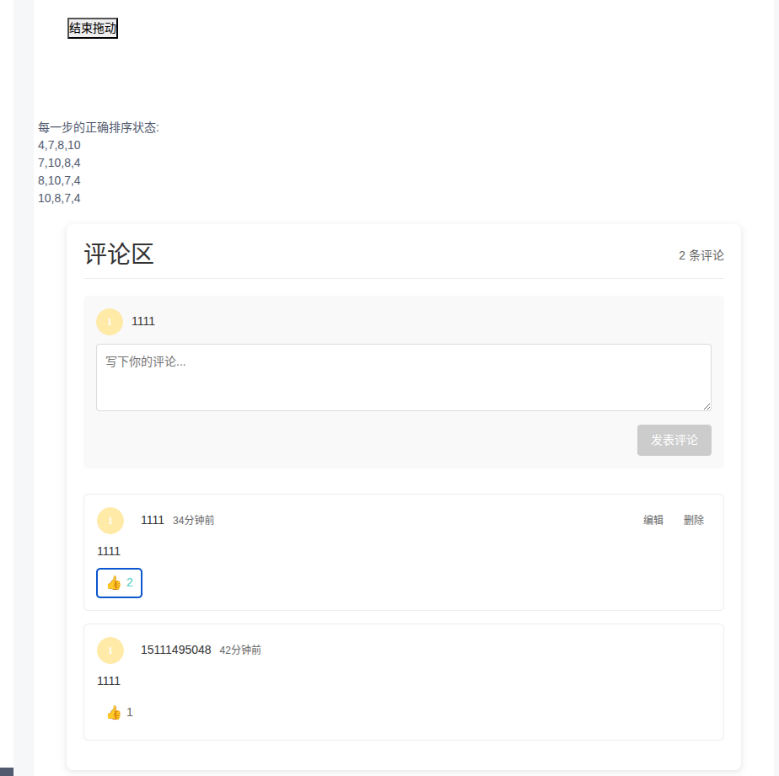 结束拖动
每一步的正确排序状态:
4,7,8,10
7,10,8,4
8,10,7,4
10,8,7,4
评论区
2 条评论
1 1111
写下你的评论...
发表评论
1 1111 34分钟前 编辑 删除
1111
👍 2
1 15111495048 42分钟前
1111
👍 1